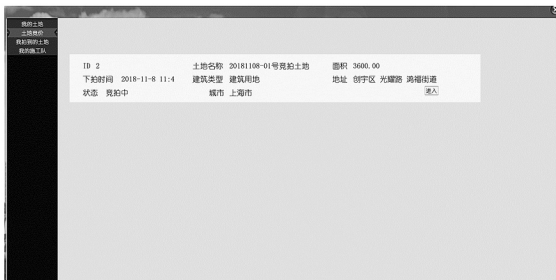 我的土地
土地竞价
我拍到的土地
我的施工队
ID 2 土地名称 20181108-01号竞拍土地 面积 3600.00
下拍时间 2018-11-8 11:4 建筑类型 建筑用地 地址 创宇区 光耀路 鸿福街道
状态 竞拍中 城市 上海市 进入